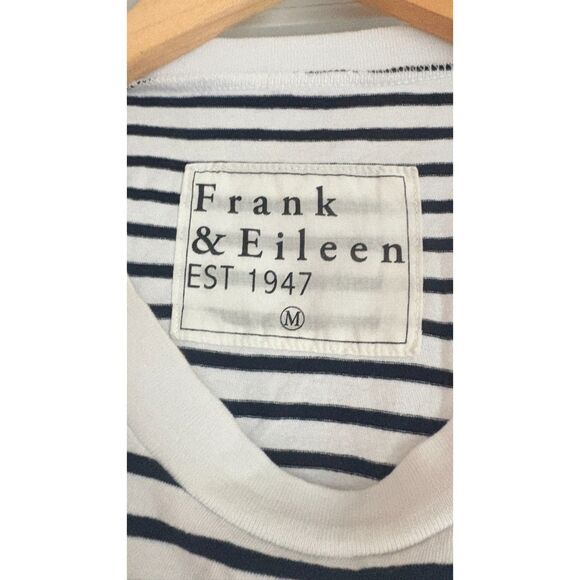 Frank
& Eileen
EST 1947
M